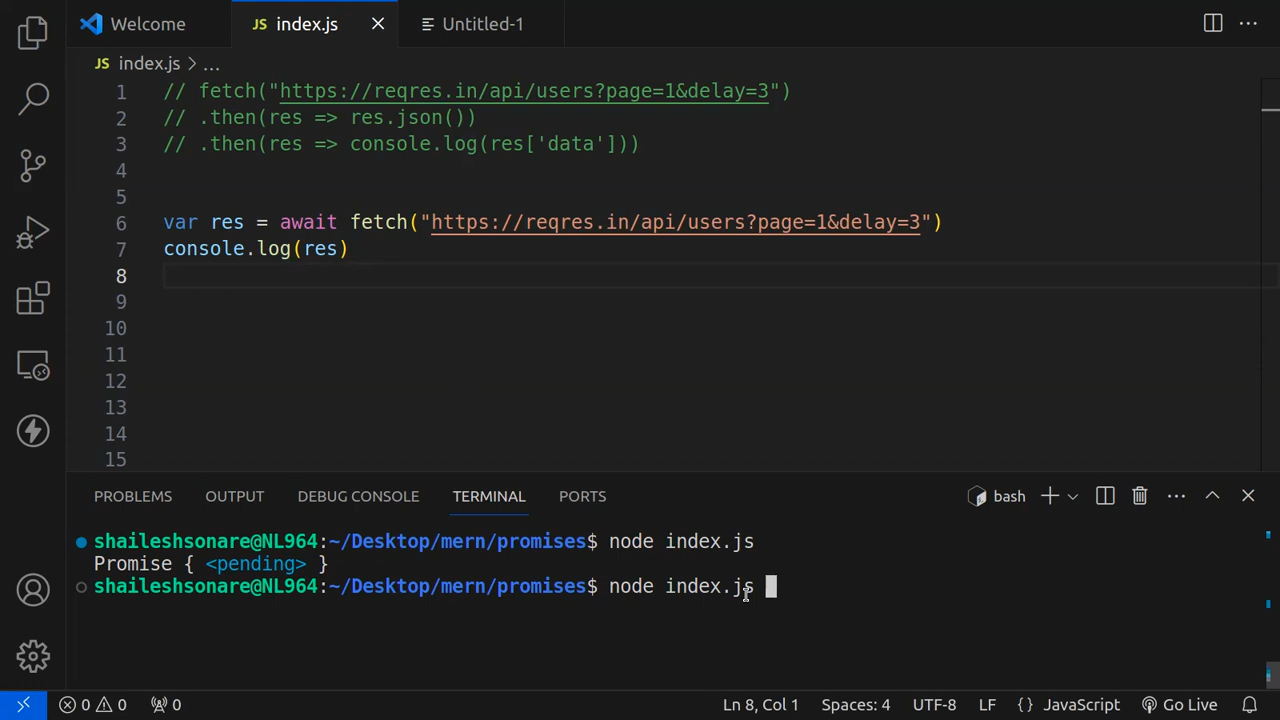 Welcome
JS index.js
Untitled-1
JS index.js > ...
1 // fetch("https://reqres.in/api/users?page=1&delay=3")
2 // .then(res => res.json())
3 // .then(res => console.log(res['data']))
4
5
6 var res = await fetch("https://reqres.in/api/users?page=1&delay=3")
7 console.log(res)
8
9
10
11
12
13
14
15
PROBLEMS OUTPUT DEBUG CONSOLE TERMINAL PORTS bash
shaileshsonare@NL964:~/Desktop/mern/promises$ node index.js
Promise { <pending> }
shaileshsonare@NL964:~/Desktop/mern/promises$ node index.js
0 0 0 Ln 8, Col 1 Spaces: 4 UTF-8 LF {} JavaScript Go Live